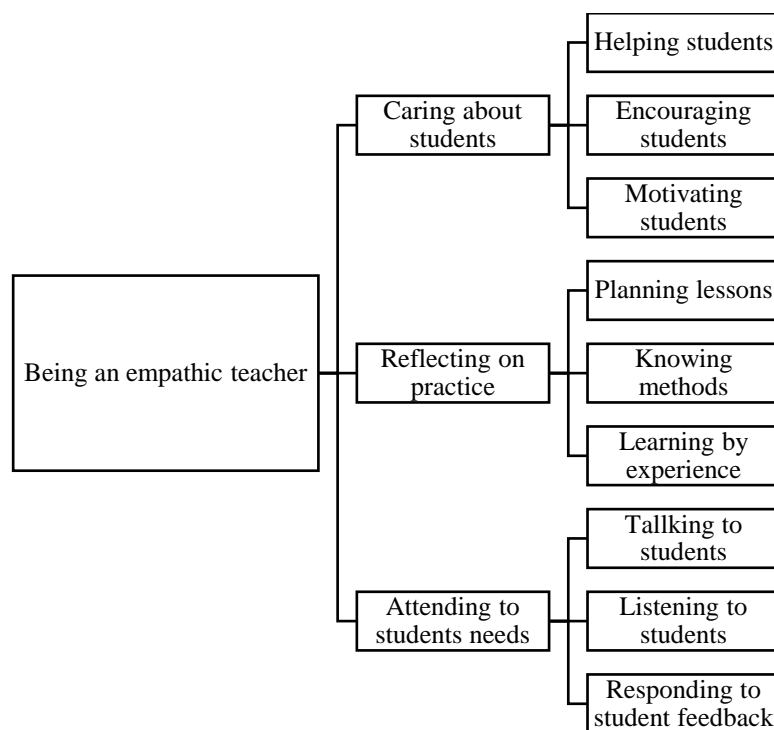 Being an empathic teacher
Caring about
students
Helping students
Encouraging
students
Motivating
students
Reflecting on
practice
Planning lessons
Knowing
methods
Learning by
experience
Attending to
students needs
Tallking to
students
Listening to
students
Responding to
student feedback